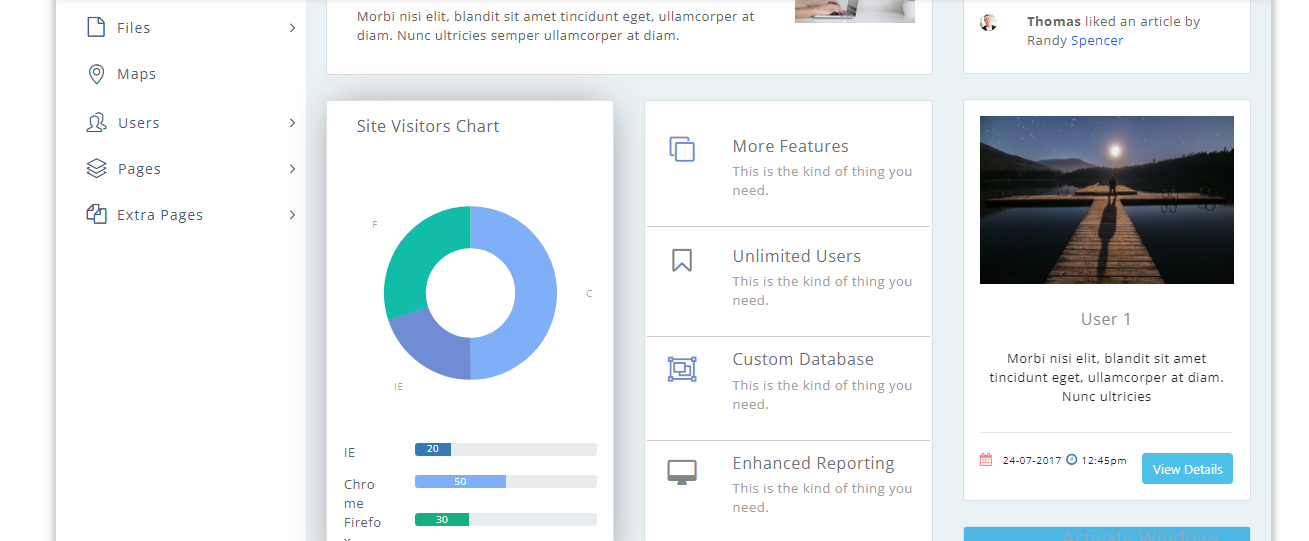 Files
Maps
Users
Pages
Extra Pages
Morbi nisi elit, blandit sit amet tincidunt eget, ullamcorper at
diam. Nunc ultricies semper ullamcorper at diam.
Thomas liked an article by
Randy Spencer
Site Visitors Chart
F
C
IE
IE
20
Chro
me
50
Firefo
x
30
More Features
This is the kind of thing you
need.
Unlimited Users
This is the kind of thing you
need.
Custom Database
This is the kind of thing you
need.
Enhanced Reporting
This is the kind of thing you
need.
User 1
Morbi nisi elit, blandit sit amet
tincidunt eget, ullamcorper at diam.
Nunc ultricies
24-07-2017 12:45pm
View Details
Activate Windows